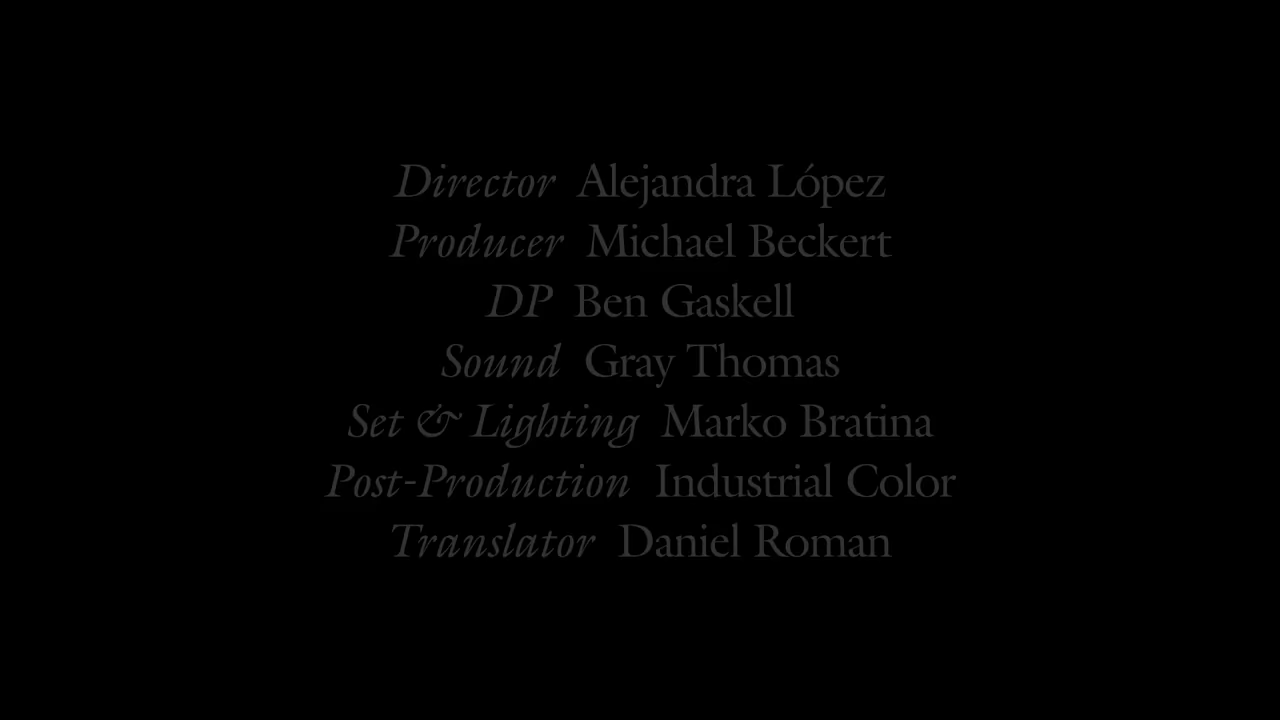 Director Alejandra López
Producer Michael Beckert
DP Ben Gaskell
Sound Gray Thomas
Set & Lighting Marko Bratina
Post-Production Industrial Color
Translator Daniel Roman